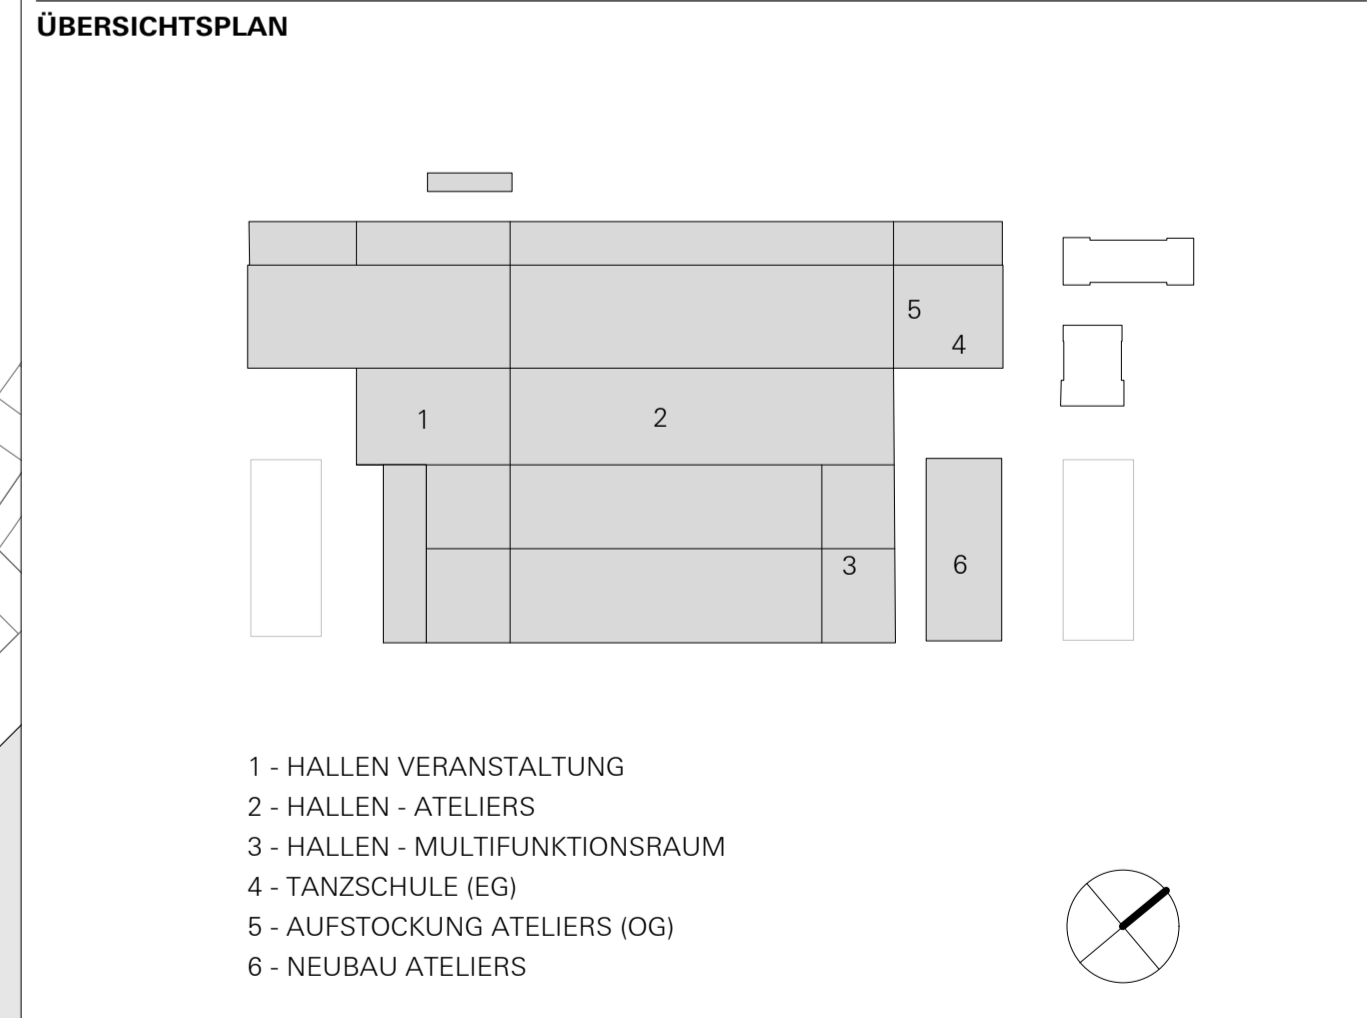 ÜBERSICHTSPLAN
5
4
1
2
3
6
1 - HALLEN VERANSTALTUNG
2 - HALLEN - ATELIERS
3 - HALLEN - MULTIFUNKTIONSRAUM
4 - TANZSCHULE (EG)
5 - AUFSTOCKUNG ATELIERS (OG)
6 - NEUBAU ATELIERS